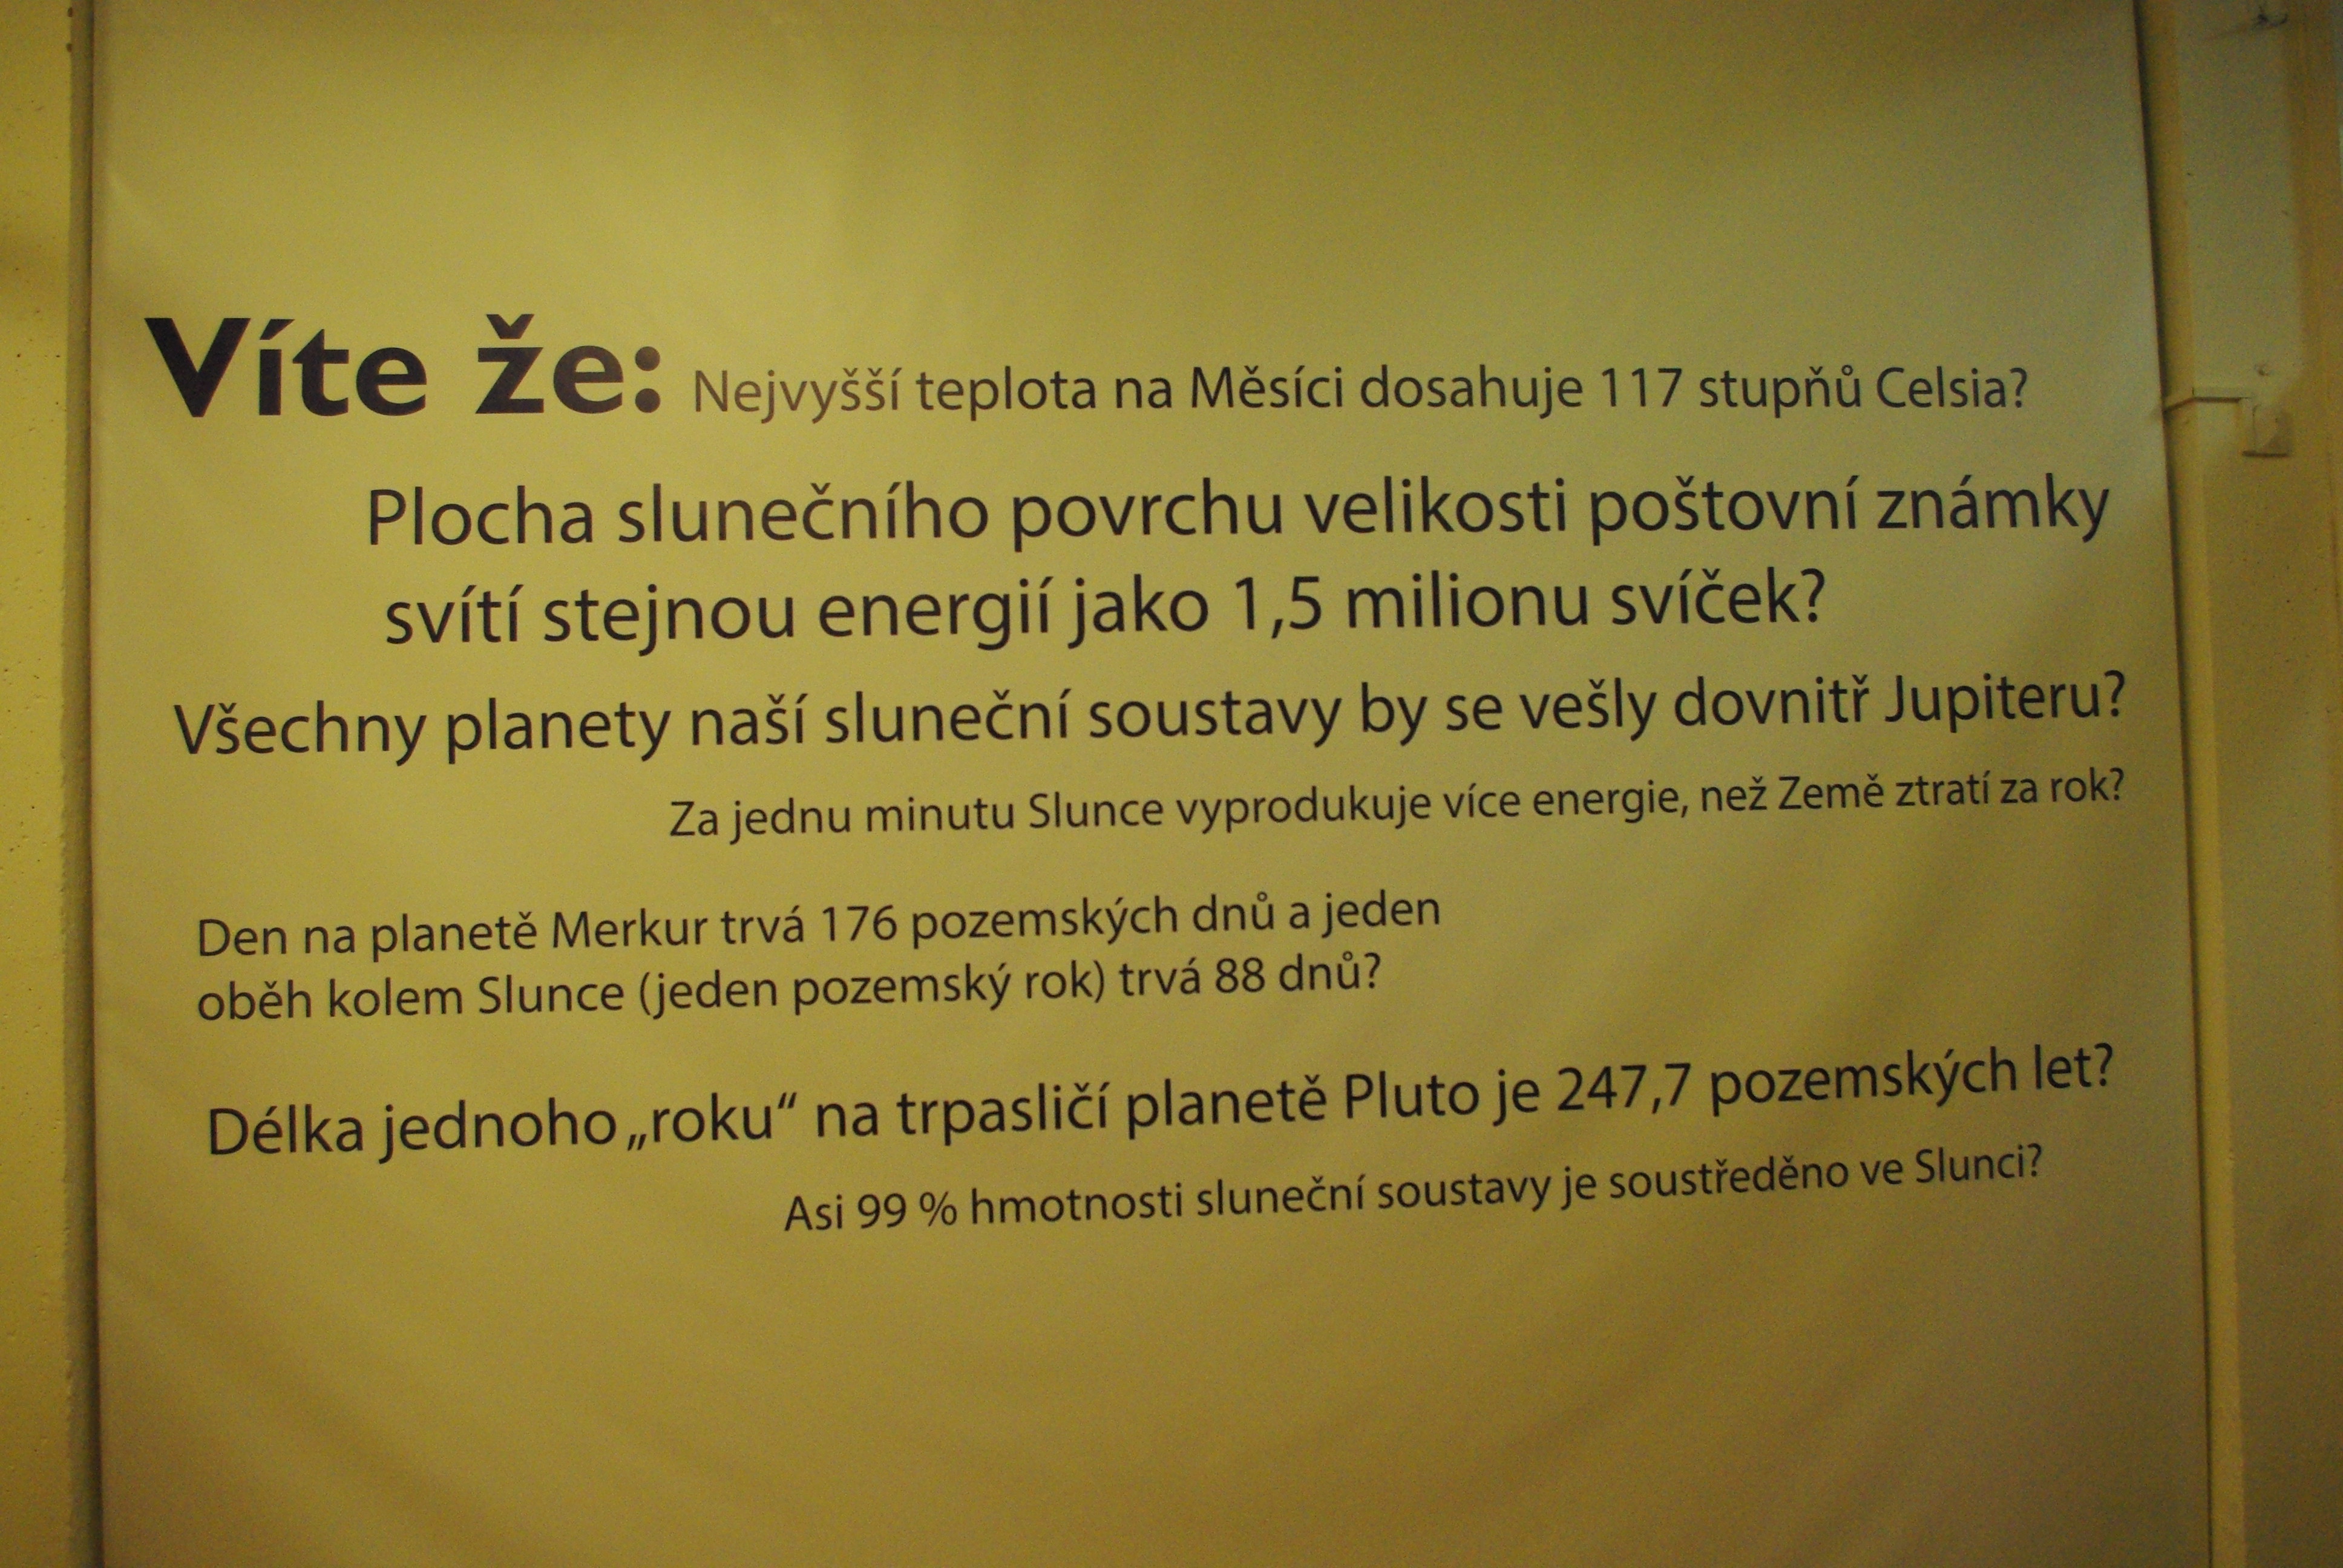 Víte že: Nejvyšší teplota na Měsíci dosahuje 117 stupňů Celsia?
Plocha slunečního povrchu velikosti poštovní známky
svítí stejnou energií jako 1,5 milionu svíček?
Všechny planety naší sluneční soustavy by se vešly dovnitř Jupiteru?
Za jednu minutu Slunce vyprodukuje více energie, než Země ztratí za rok?
Den na planetě Merkur trvá 176 pozemských dnů a jeden
oběh kolem Slunce (jeden pozemský rok) trvá 88 dnů?
Délka jednoho „roku“ na trpasličí planetě Pluto je 247,7 pozemských let?
Asi 99 % hmotnosti sluneční soustavy je soustředěno ve Slunci?